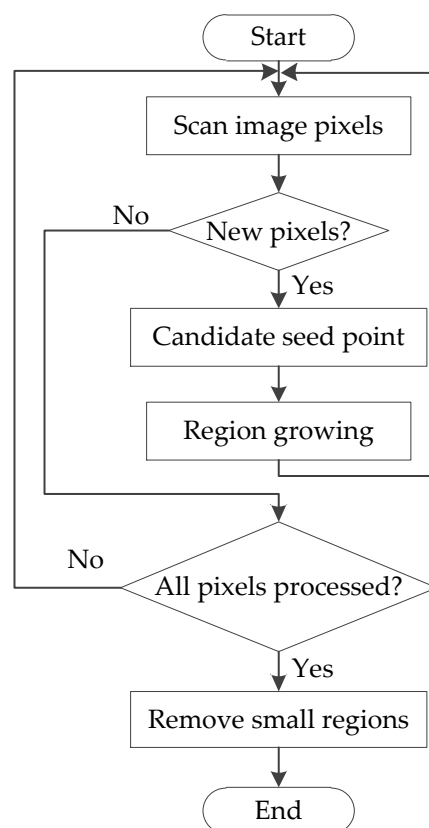 Start
Scan image pixels
No
New pixels?
Yes
Candidate seed point
Region growing
No
All pixels processed?
Yes
Remove small regions
End